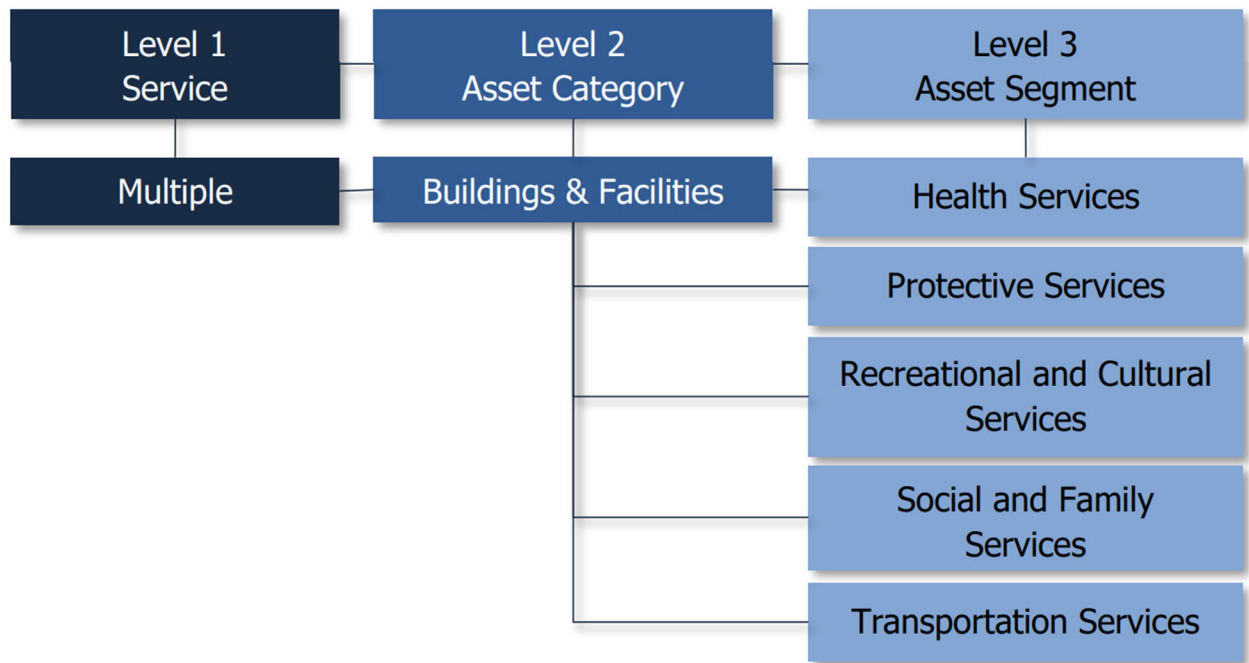 Level 1
Service
Level 2
Asset Category
Level 3
Asset Segment
Multiple
Buildings & Facilities
Health Services
Protective Services
Recreational and Cultural
Services
Social and Family
Services
Transportation Services